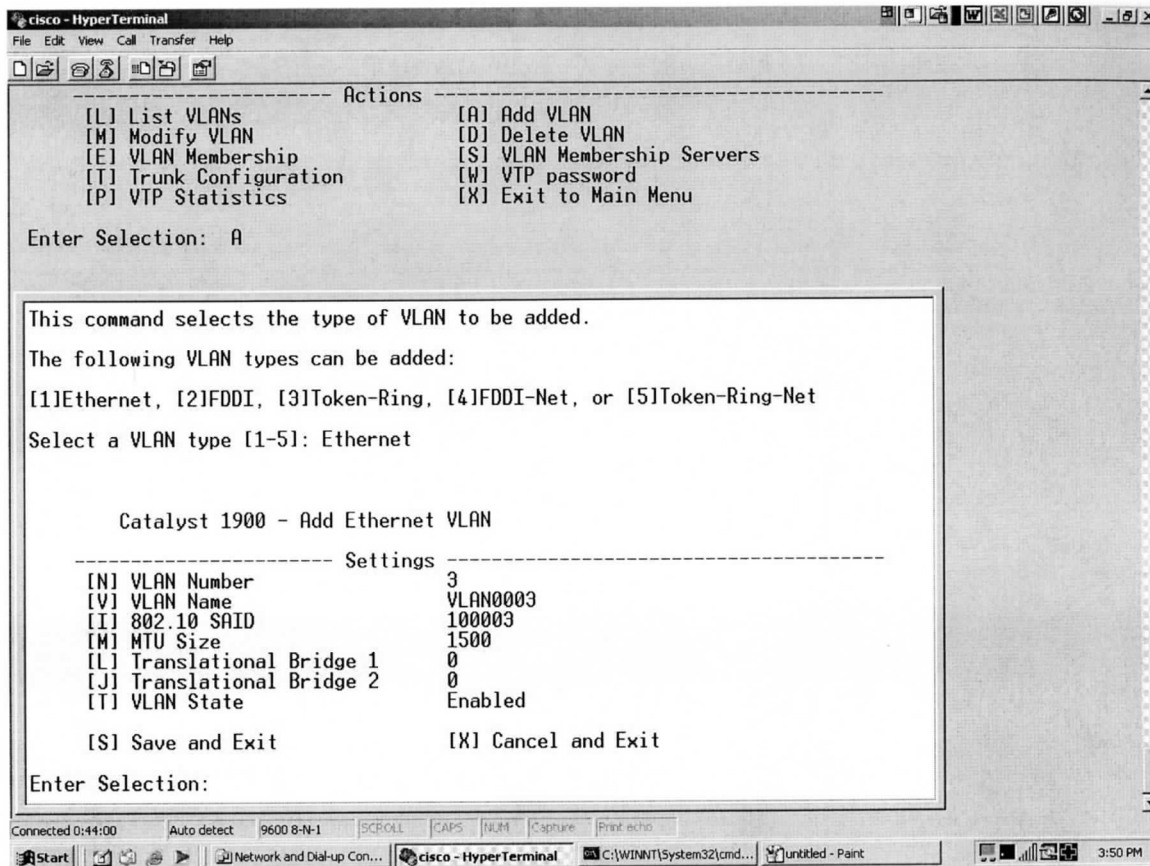 cisco - HyperTerminal
File Edit View Call Transfer Help
W
---------------------- Actions ---------------------------------------
[L] List VLANs [A] Add VLAN
[M] Modify VLAN [D] Delete VLAN
[E] VLAN Membership [S] VLAN Membership Servers
[T] Trunk Configuration [W] VTP password
[P] VTP Statistics [X] Exit to Main Menu
Enter Selection: A
This command selects the type of VLAN to be added.
The following VLAN types can be added:
[1]Ethernet, [2]FDDI, [3]Token-Ring, [4]FDDI-Net, or [5]Token-Ring-Net
Select a VLAN type [1-5]: Ethernet
Catalyst 1900 - Add Ethernet VLAN
---------------------- Settings --------------------------------------
[N] VLAN Number 3
[V] VLAN Name VLAN0003
[I] 802.10 SAID 100003
[M] MTU Size 1500
[L] Translational Bridge 1 0
[J] Translational Bridge 2 0
[T] VLAN State Enabled
[S] Save and Exit [X] Cancel and Exit
Enter Selection:
Connected 0:44:00 Auto detect 9600 8-N-1 SCROLL CAPS NUM Capture Print echo
Start Network and Dial-up Con... cisco - HyperTerminal C:\WINNT\System32\cmd... untitled - Paint 3:50 PM